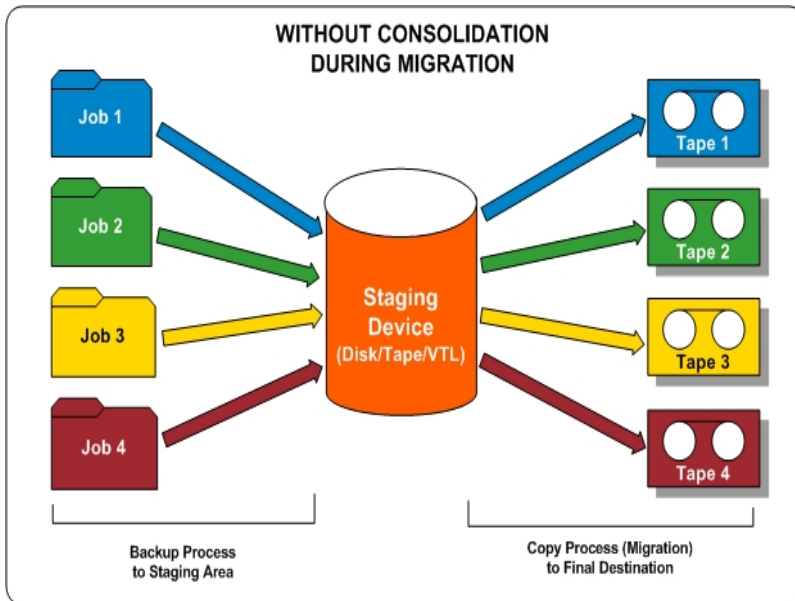 WITHOUT CONSOLIDATION
DURING MIGRATION
Job 1
Job 2
Job 3
Job 4
Staging
Device
(Disk/Tape/VTL)
Tape 1
Tape 2
Tape 3
Tape 4
Backup Process
to Staging Area
Copy Process (Migration)
to Final Destination